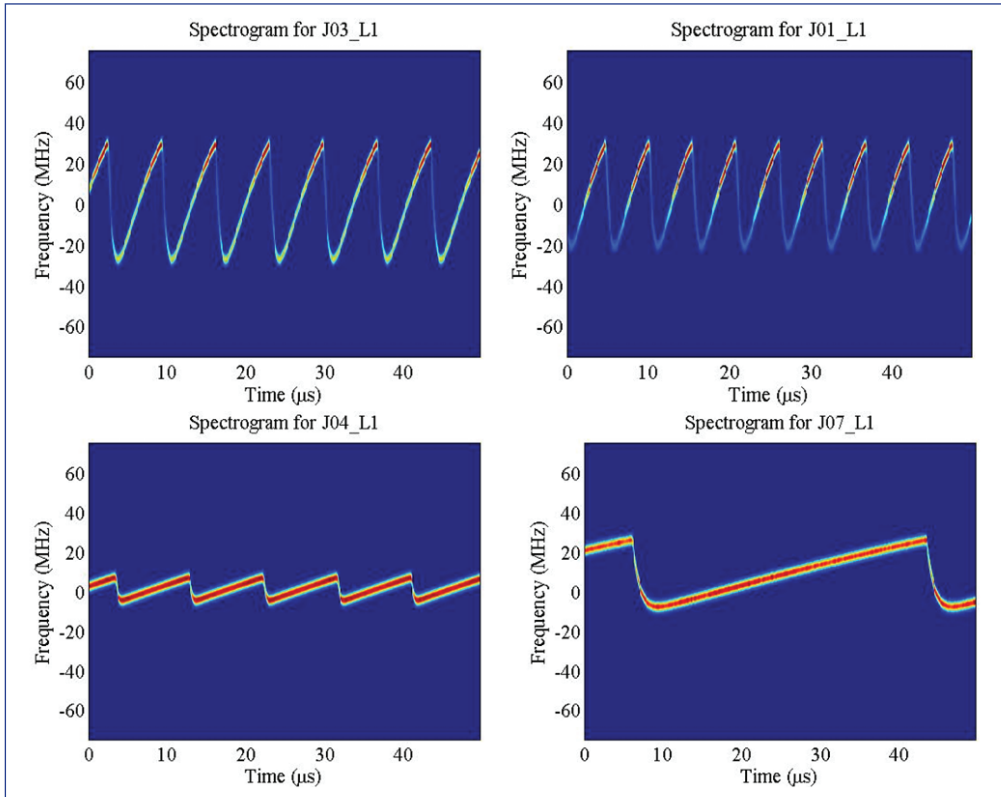 Spectrogram for J03_L1
Frequency (MHz)
60
40
20
0
-20
-40
-60
0 10 20 30 40
Time (μs)
Spectrogram for J01_L1
Frequency (MHz)
60
40
20
0
-20
-40
-60
0 10 20 30 40
Time (μs)
Spectrogram for J04_L1
Frequency (MHz)
60
40
20
0
-20
-40
-60
0 10 20 30 40
Time (μs)
Spectrogram for J07_L1
Frequency (MHz)
60
40
20
0
-20
-40
-60
0 10 20 30 40
Time (μs)